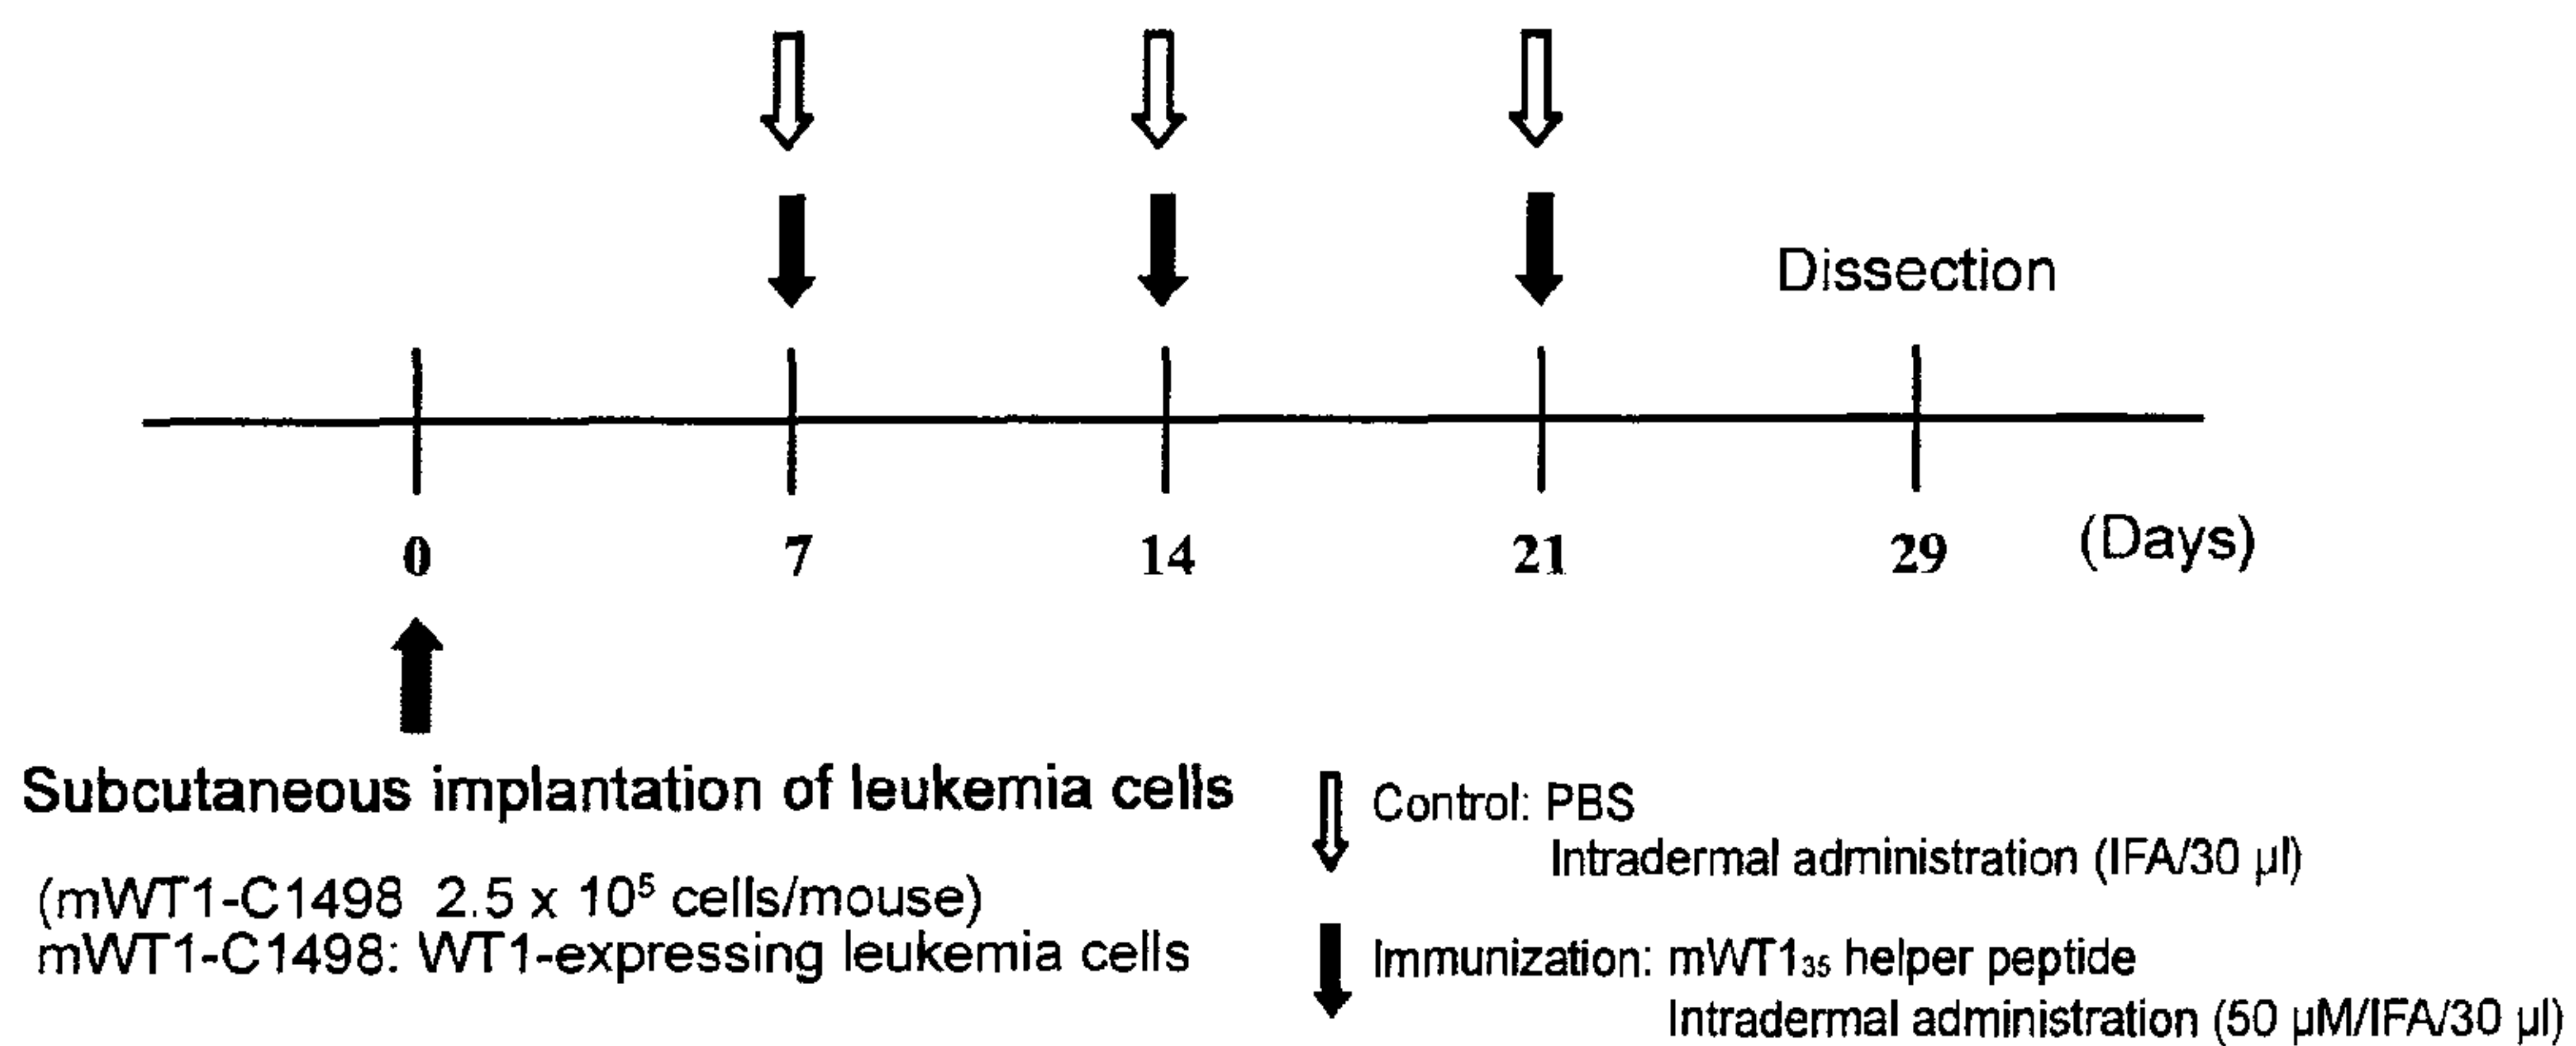 Dissection
0 7 14 21 29 (Days)
Subcutaneous implantation of leukemia cells
(mWT1-C1498 2.5 x 10⁵ cells/mouse)
mWT1-C1498: WT1-expressing leukemia cells
Control: PBS
Intradermal administration (IFA/30 µl)
Immunization: mWT1₃₅ helper peptide
Intradermal administration (50 µM/IFA/30 µl)